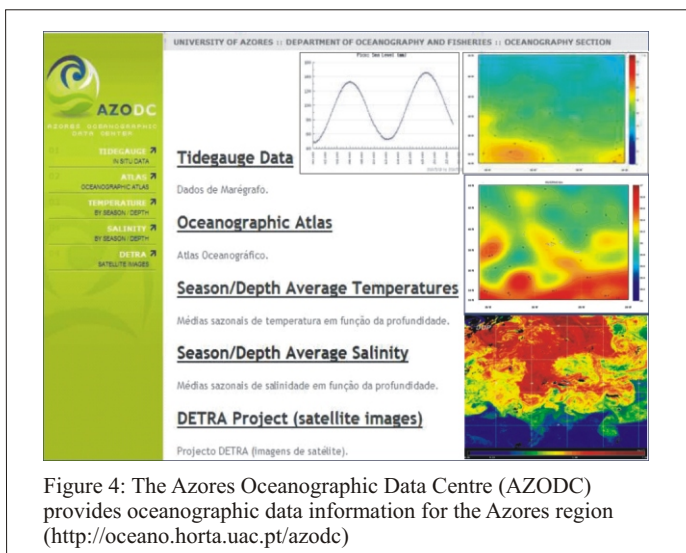 UNIVERSITY OF AZORES :: DEPARTMENT OF OCEANOGRAPHY AND FISHERIES :: OCEANOGRAPHY SECTION
AZODC
AZORES OCEANOGRAPHIC
DATA CENTER
TIDEGAUGE
IN SITU DATA
ATLAS
OCEANOGRAPHIC ATLAS
TEMPERATURE
BY SEASON / DEPTH
SALINITY
BY SEASON / DEPTH
DETRA
SATELLITE IMAGES
Tidegauge Data
Dados de Marégrafo.
Oceanographic Atlas
Atlas Oceanográfico.
Season/Depth Average Temperatures
Médias sazonais de temperatura em função da profundidade.
Season/Depth Average Salinity
Médias sazonais de salinidade em função da profundidade.
DETRA Project (satellite images)
Projecto DETRA (imagens de satélite).
Figure 4: The Azores Oceanographic Data Centre (AZODC)
provides oceanographic data information for the Azores region
(http://oceano.horta.uac.pt/azodc)